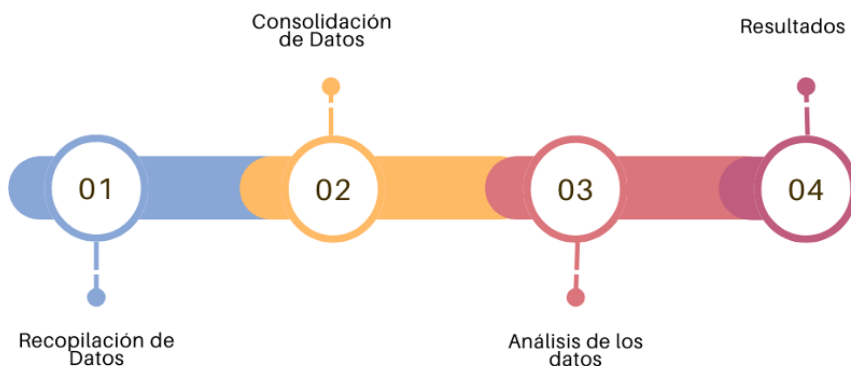 Consolidación
de Datos
Resultados
01
02
03
04
Recopilación de
Datos
Análisis de los
datos